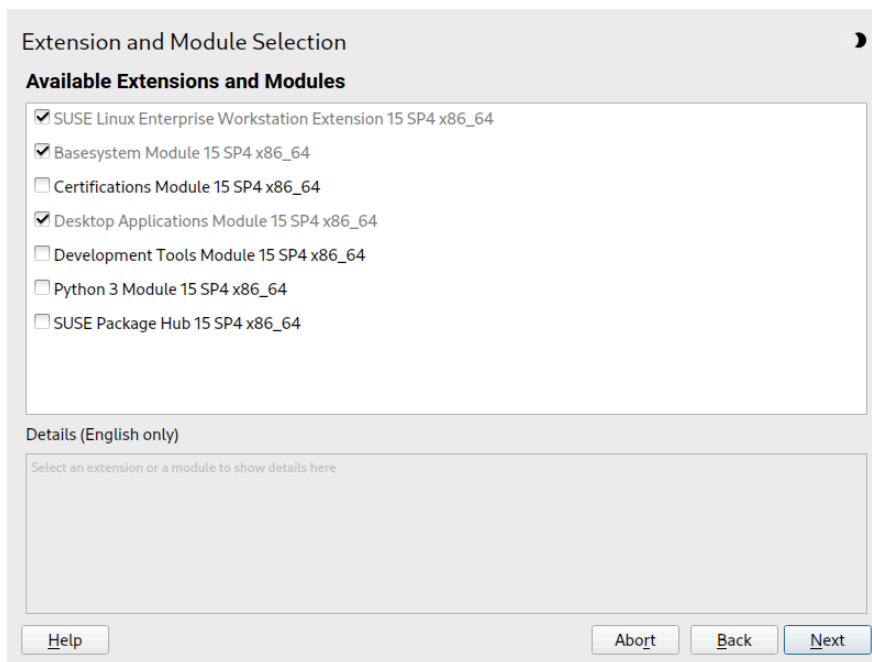 Extension and Module Selection
Available Extensions and Modules
SUSE Linux Enterprise Workstation Extension 15 SP4 x86_64
Basesystem Module 15 SP4 x86_64
Certifications Module 15 SP4 x86_64
Desktop Applications Module 15 SP4 x86_64
Development Tools Module 15 SP4 x86_64
Python 3 Module 15 SP4 x86_64
SUSE Package Hub 15 SP4 x86_64
Details (English only)
Select an extension or a module to show details here
Help Abort Back Next